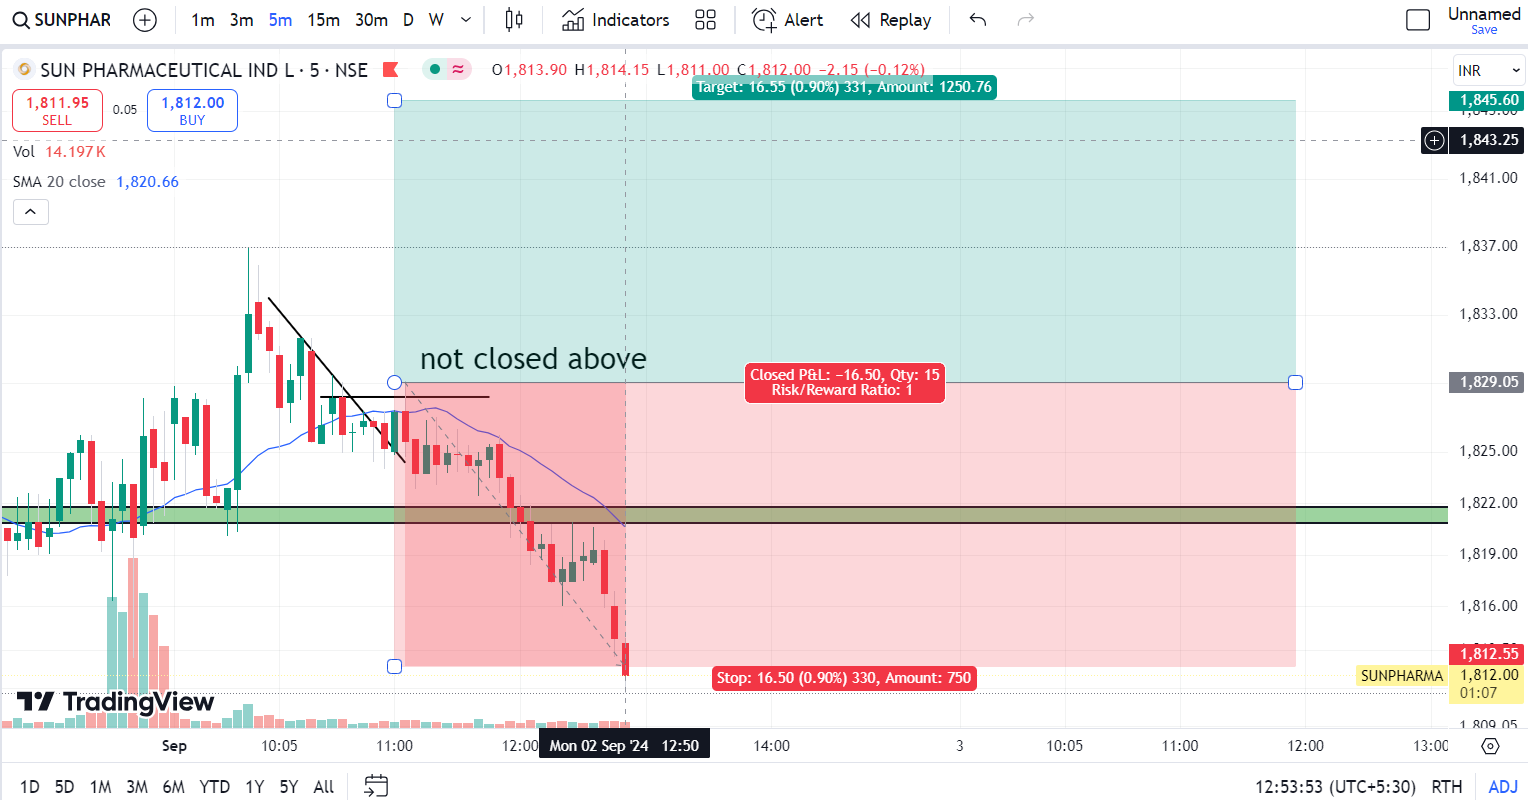 SUNPHAR 1m 3m 5m 15m 30m D W Indicators Alert Replay Unnamed
Save
SUN PHARMACEUTICAL IND L · 5 · NSE O1,813.90 H1,814.15 L1,811.00 C1,812.00 −2.15 (−0.12%) INR
Target: 16.55 (0.90%) 331, Amount: 1250.76
1,811.95 0.05 1,812.00
SELL BUY
1,845.60
1,843.25
Vol 14.197K
SMA 20 close 1,820.66
1,841.00
1,837.00
1,833.00
not closed above
Closed P&L: −16.50, Qty: 15
Risk/Reward Ratio: 1
1,829.05
1,825.00
1,822.00
1,819.00
1,816.00
1,812.55
Stop: 16.50 (0.90%) 330, Amount: 750
SUNPHARMA 1,812.00
01:07
TradingView
1,809.05
Sep 10:05 11:00 12:00 Mon 02 Sep '24 12:50 14:00 3 10:05 11:00 12:00 13:00
1D 5D 1M 3M 6M YTD 1Y 5Y All 12:53:53 (UTC+5:30) RTH ADJ